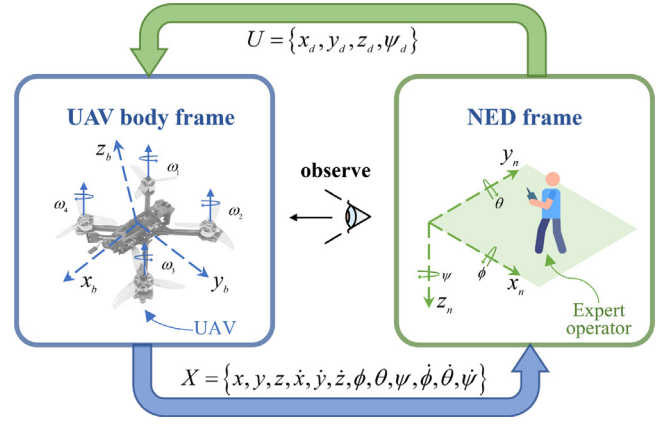 U = {x_d, y_d, z_d, ψ_d}
UAV body frame
z_b
ω_1
ω_4
ω_2
ω_3
x_b
y_b
UAV
observe
NED frame
y_n
θ
ψ
ϕ
x_n
z_n
Expert
operator
X = {x, y, z, ẋ, ẏ, ż, ϕ, θ, ψ, ϕ̇, θ̇, ψ̇}